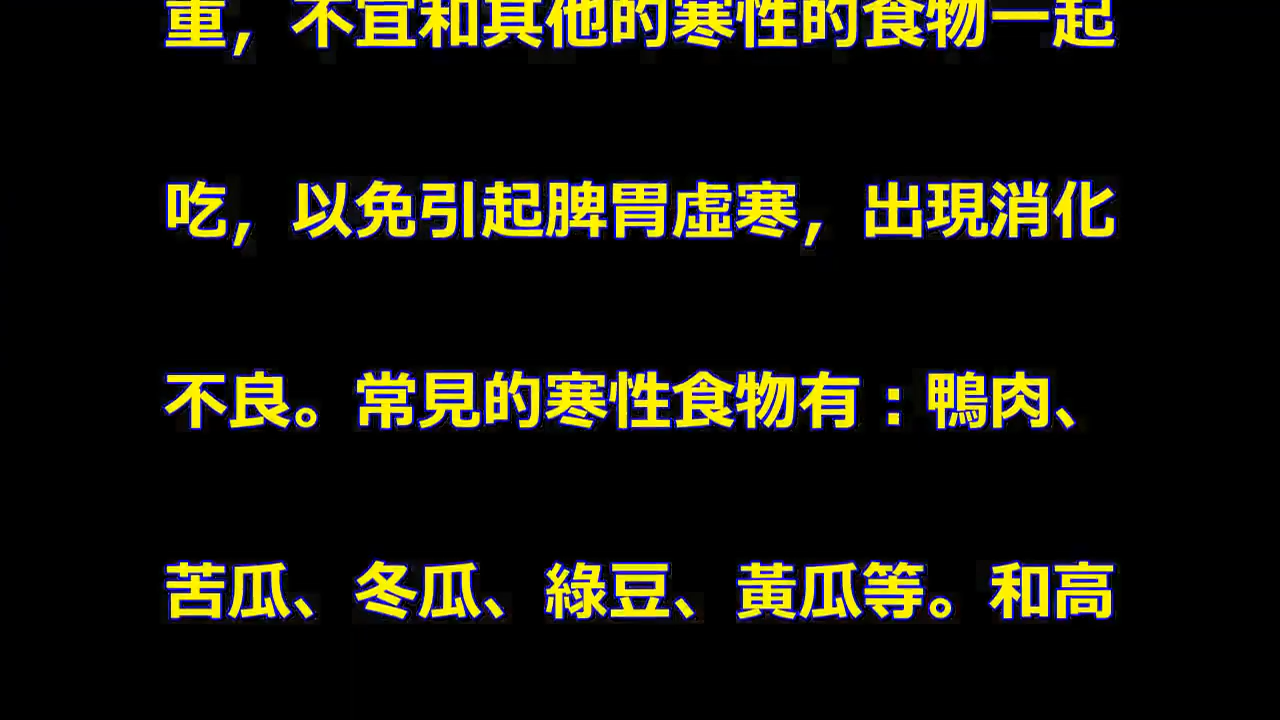 重，不宜和其他的寒性的食物一起
吃，以免引起脾胃虛寒，出現消化
不良。常見的寒性食物有：鴨肉、
苦瓜、冬瓜、綠豆、黃瓜等。和高